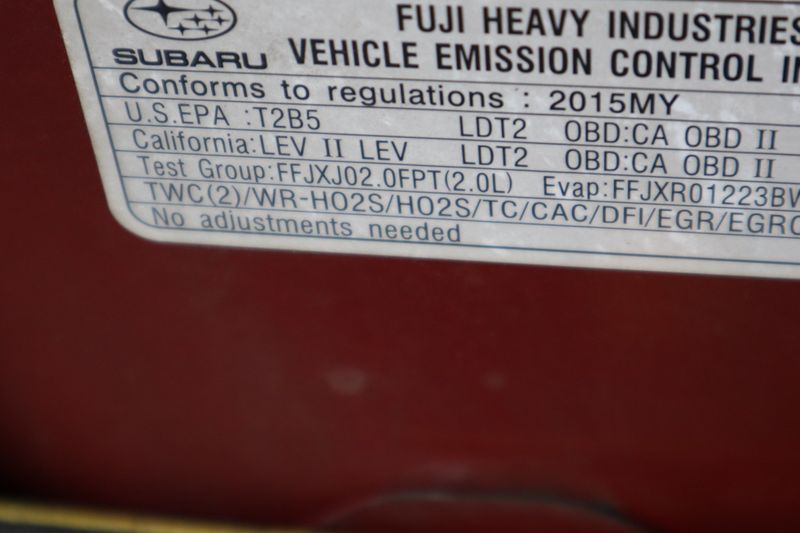 FUJI HEAVY INDUSTRIES
SUBARU VEHICLE EMISSION CONTROL
Conforms to regulations : 2015MY
U.S.EPA :T2B5 LDT2 OBD:CA OBD II
California:LEV II LEV LDT2 OBD:CA OBD II
Test Group:FFJXJ02.0FPT(2.0L) Evap:FFJXR01223BV
TWC(2)/WR-HO2S/HO2S/TC/CAC/DFI/EGR/EGRC
No adjustments needed